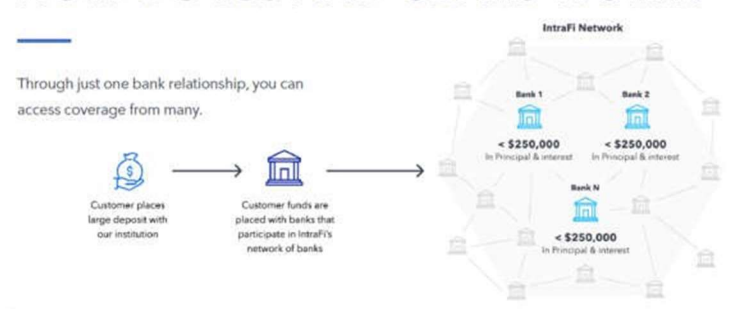 IntraFi Network
Through just one bank relationship, you can
access coverage from many.
Bank 1
< $250,000
In Principal & interest
Bank 2
< $250,000
In Principal & interest
Bank N
< $250,000
In Principal & interest
$
Customer places
large deposit with
our institution
Customer funds are
placed with banks that
participate in IntraFi's
network of banks